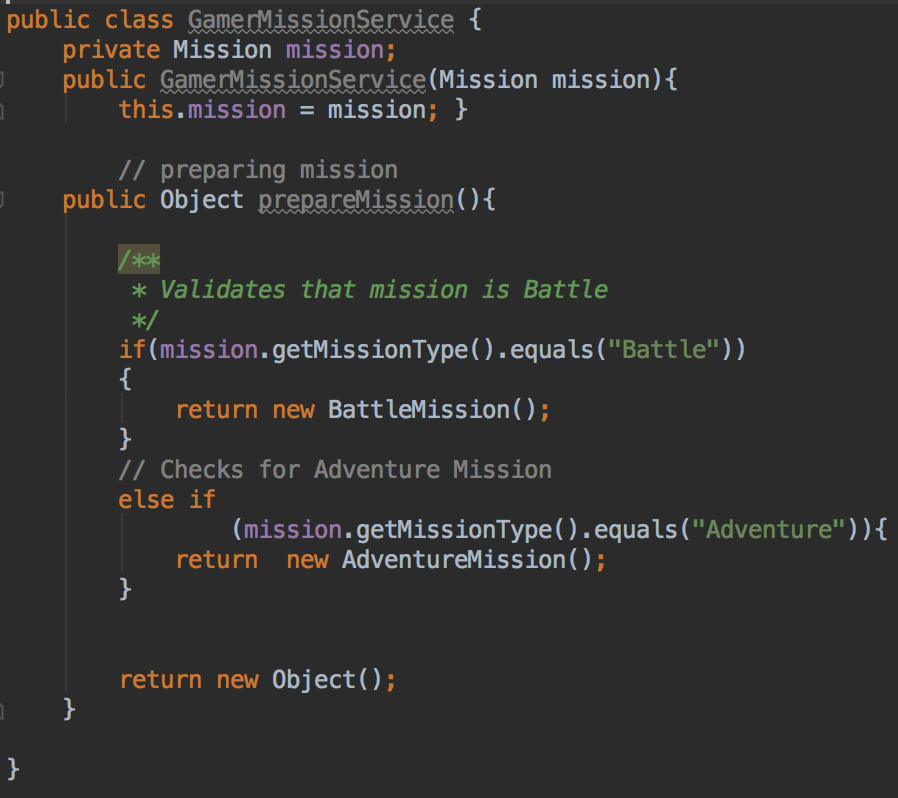 public class GamerMissionService {
    private Mission mission;
    public GamerMissionService(Mission mission){
        this.mission = mission; }
        // preparing mission
    public Object prepareMission(){
        /**
         * Validates that mission is Battle
         */
        if(mission.getMissionType().equals("Battle"))
        {
            return new BattleMission();
        }
        // Checks for Adventure Mission
        else if
                (mission.getMissionType().equals("Adventure")){
            return  new AdventureMission();
        }
        return new Object();
    }
}